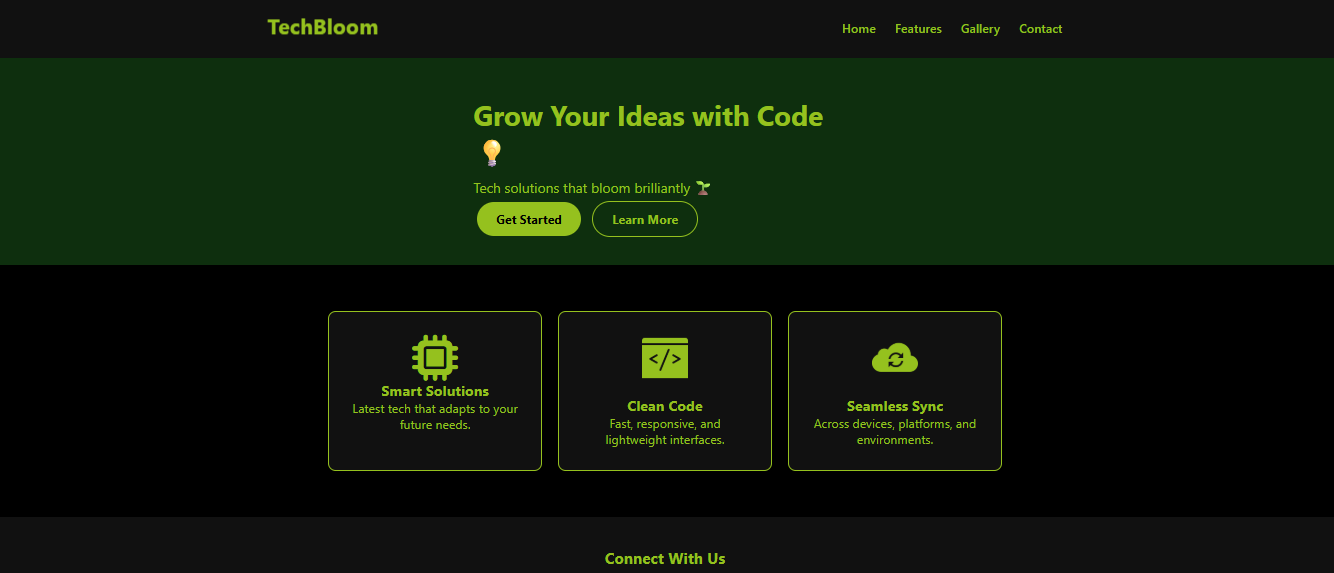 TechBloom
Home Features Gallery Contact
Grow Your Ideas with Code
💡
Tech solutions that bloom brilliantly 🌱
Get Started Learn More
</>
Smart Solutions
Latest tech that adapts to your
future needs.
Clean Code
Fast, responsive, and
lightweight interfaces.
Seamless Sync
Across devices, platforms, and
environments.
Connect With Us